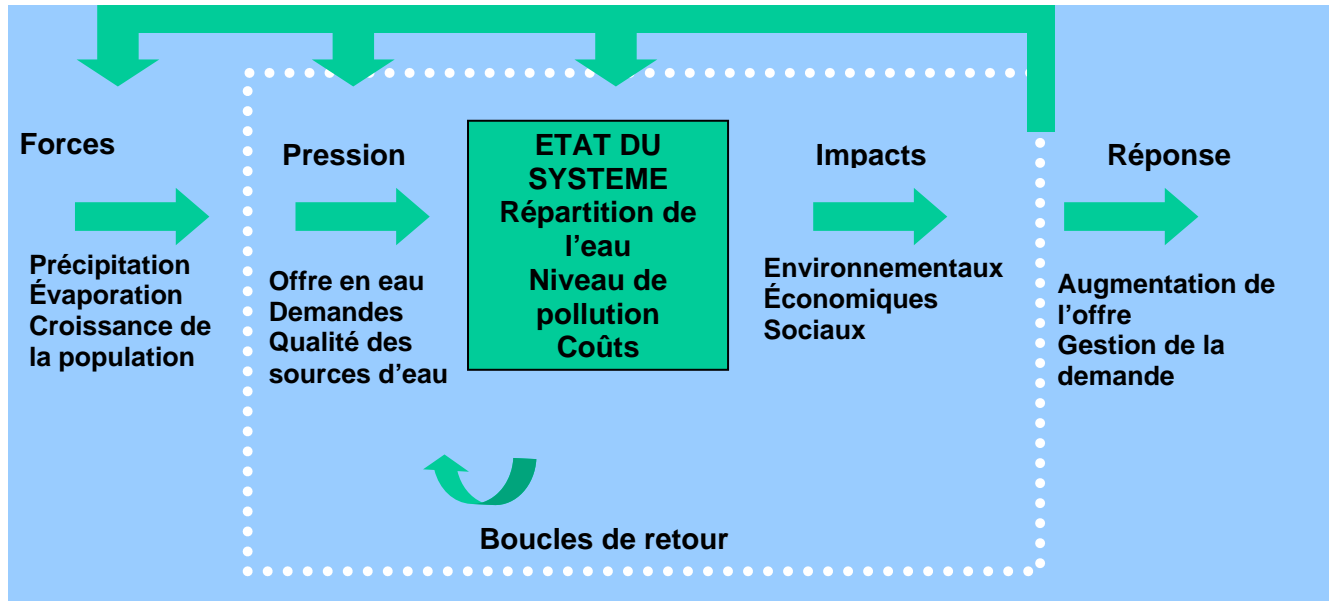 Forces
Précipitation
Évaporation
Croissance de
la population
Pression
Offre en eau
Demandes
Qualité des
sources d'eau
ETAT DU
SYSTEME
Répartition de
l'eau
Niveau de
pollution
Coûts
Impacts
Environnementaux
Économiques
Sociaux
Réponse
Augmentation de
l'offre
Gestion de la
demande
Boucles de retour